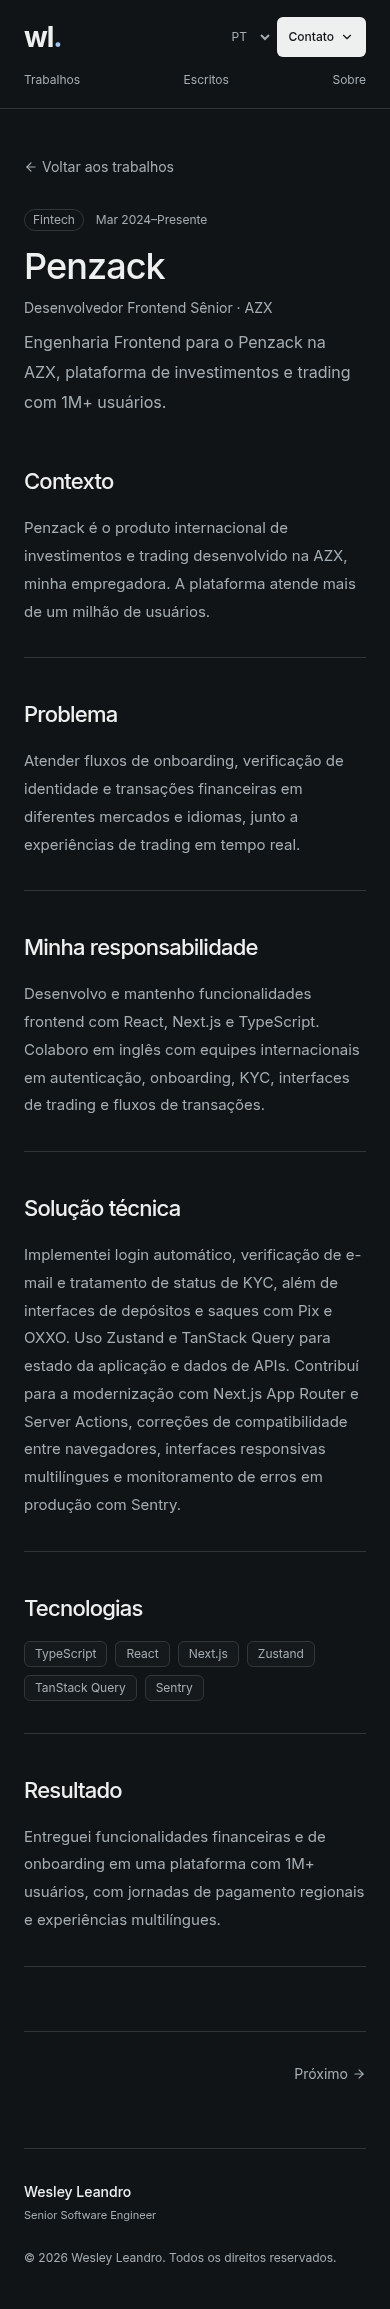 wl.
PT
Contato
Trabalhos
Escritos
Sobre
← Voltar aos trabalhos
Fintech
Mar 2024–Presente
Penzack
Desenvolvedor Frontend Sênior · AZX
Engenharia Frontend para o Penzack na
AZX, plataforma de investimentos e trading
com 1M+ usuários.
Contexto
Penzack é o produto internacional de
investimentos e trading desenvolvido na AZX,
minha empregadora. A plataforma atende mais
de um milhão de usuários.
Problema
Atender fluxos de onboarding, verificação de
identidade e transações financeiras em
diferentes mercados e idiomas, junto a
experiências de trading em tempo real.
Minha responsabilidade
Desenvolvo e mantenho funcionalidades
frontend com React, Next.js e TypeScript.
Colaboro em inglês com equipes internacionais
em autenticação, onboarding, KYC, interfaces
de trading e fluxos de transações.
Solução técnica
Implementei login automático, verificação de e-
mail e tratamento de status de KYC, além de
interfaces de depósitos e saques com Pix e
OXXO. Uso Zustand e TanStack Query para
estado da aplicação e dados de APIs. Contribuí
para a modernização com Next.js App Router e
Server Actions, correções de compatibilidade
entre navegadores, interfaces responsivas
multilíngues e monitoramento de erros em
produção com Sentry.
Tecnologias
TypeScript
React
Next.js
Zustand
TanStack Query
Sentry
Resultado
Entreguei funcionalidades financeiras e de
onboarding em uma plataforma com 1M+
usuários, com jornadas de pagamento regionais
e experiências multilíngues.
Próximo →
Wesley Leandro
Senior Software Engineer
© 2026 Wesley Leandro. Todos os direitos reservados.